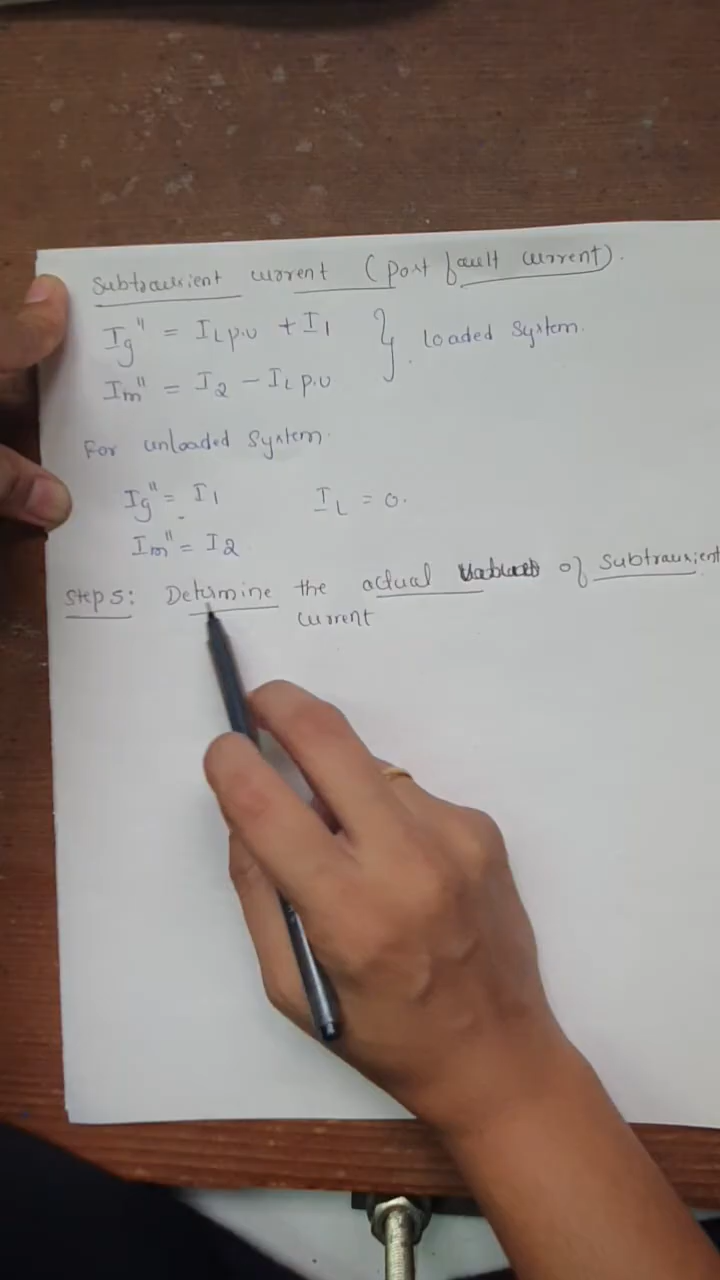 Subtransient current (Post fault current).
Ig" = IL p.u + I1 } loaded system.
Im" = I2 - IL p.u
For unloaded system.
Ig" = I1 IL = 0.
Im" = I2
Step 5: Determine the actual values of subtransient
current